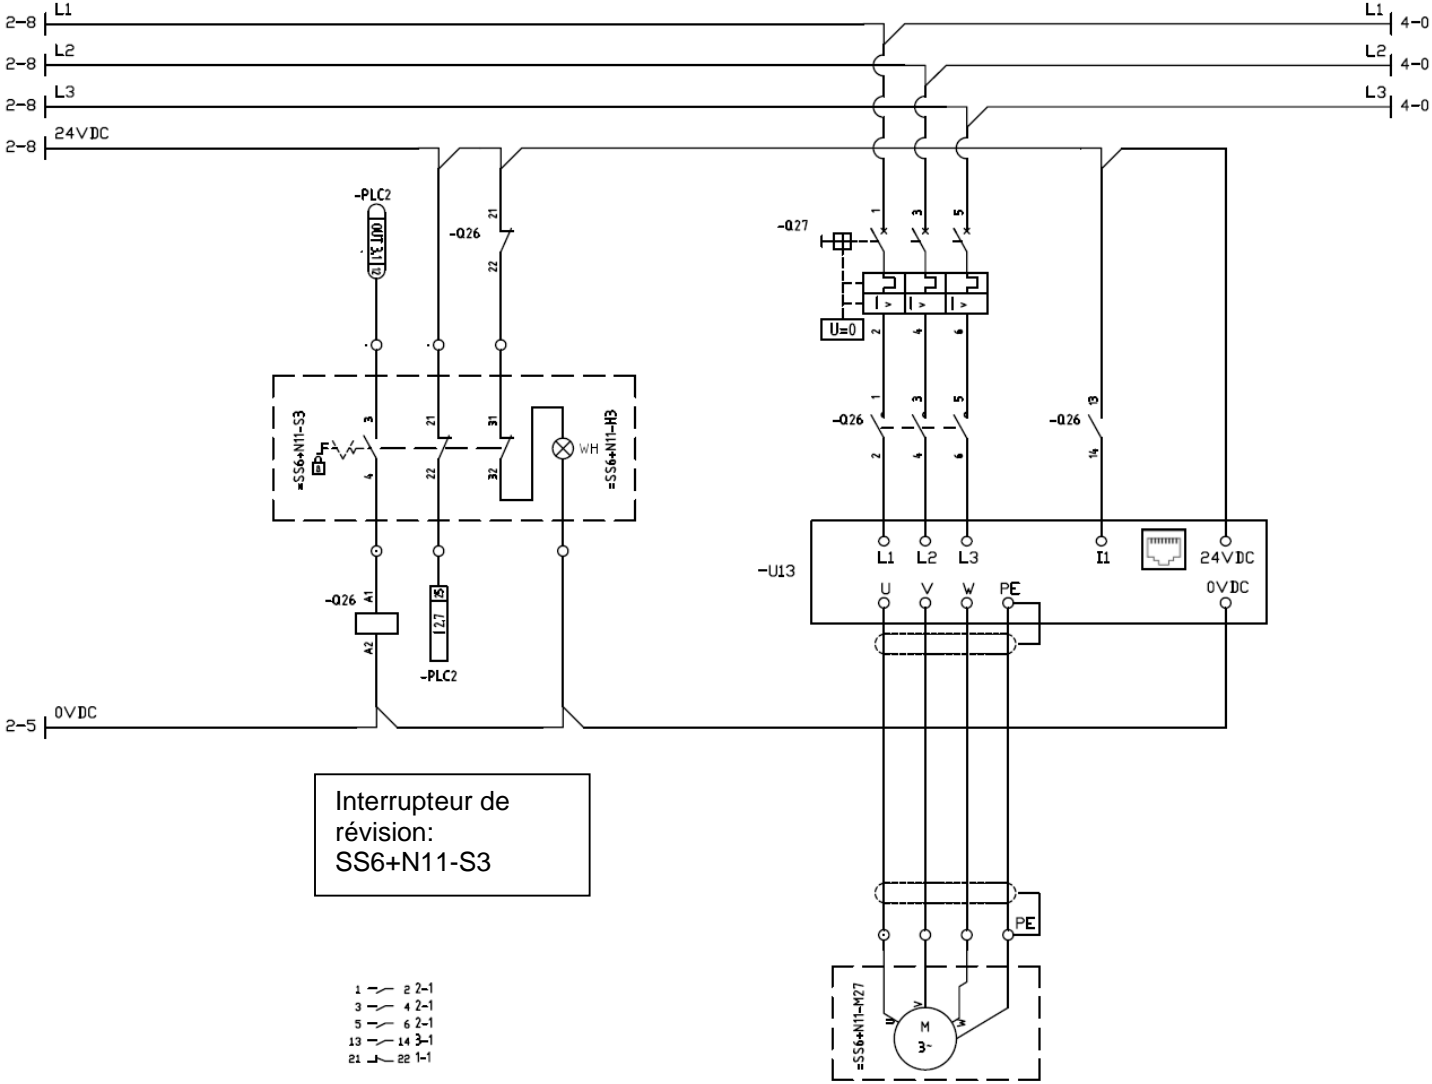 L1 L1
2-8 4-0
L2 L2
2-8 4-0
L3 L3
2-8 4-0
24VDC
2-8
-PLC2
OUT 3.1
12
-Q26
21
22
-Q27
1 3 5
I > I > I >
U=0
2 4 6
=SS6+N11-S3
3
4
21
22
31
32
WH
=SS6+N11-H3
-Q26
1 3 5
2 4 6
-Q26
13
14
-U13
L1 L2 L3 I1 24VDC
U V W PE 0VDC
-Q26
A1
A2
I 2.7
-PLC2
0VDC
2-5
Interrupteur de
révision:
SS6+N11-S3
PE
=SS6+N11-M27
U V W
M
3~
1 2 2-1
3 4 2-1
5 6 2-1
13 14 3-1
21 22 1-1